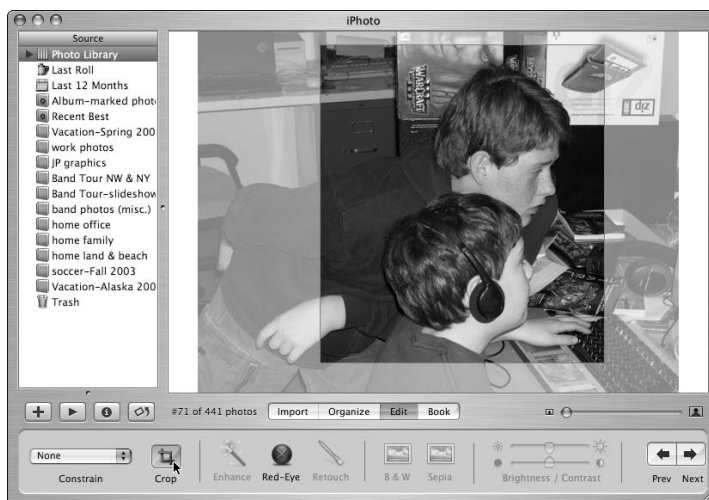 iPhoto
Source
Photo Library
Last Roll
Last 12 Months
Album-marked phot
Recent Best
Vacation-Spring 200
work photos
JP graphics
Band Tour NW & NY
Band Tour-slideshow
band photos (misc.)
home office
home family
home land & beach
soccer-Fall 2003
Vacation-Alaska 200
Trash
WARCRAFT
zip
#71 of 441 photos
Import Organize Edit Book
None
Constrain
Crop
Enhance Red-Eye Retouch
B & W Sepia
Brightness / Contrast
Prev Next